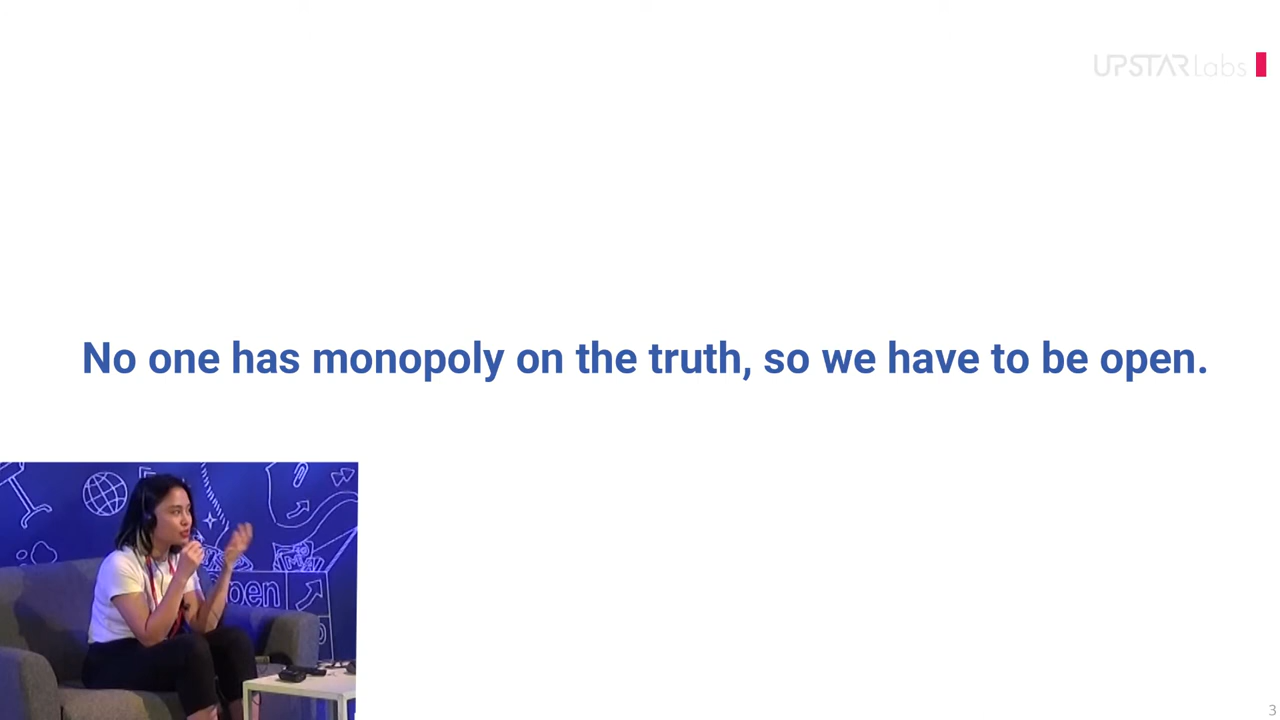 UPSTAR Labs
No one has monopoly on the truth, so we have to be open.
open
3